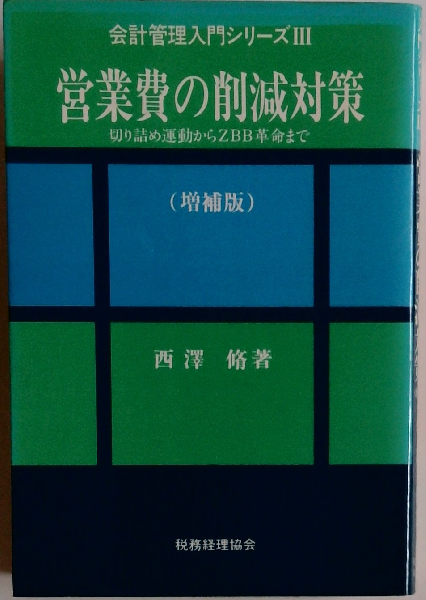 会計管理入門シリーズIII
営業費の削減対策
切り詰め運動からZBB革命まで
(増補版)
西澤 脩著
税務経理協会